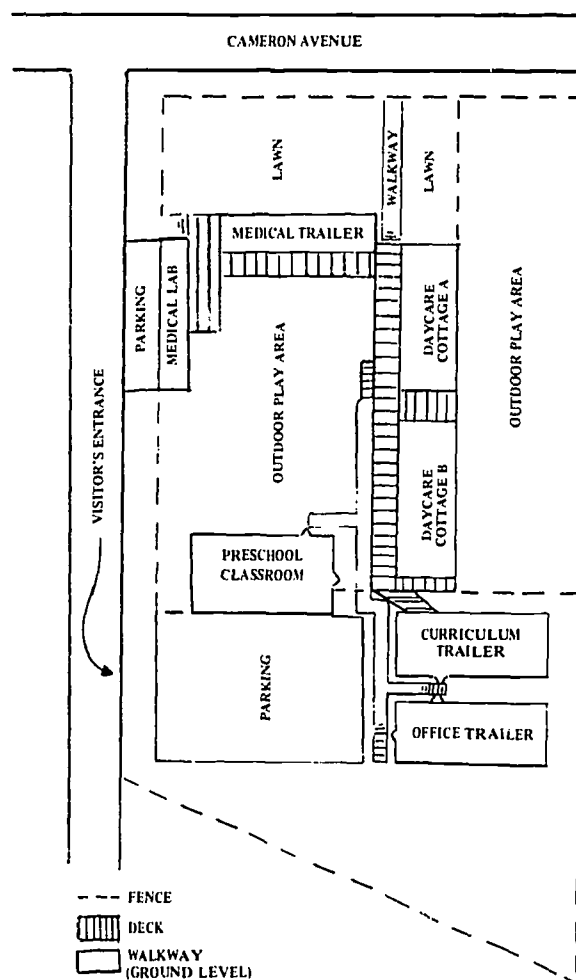 CAMERON AVENUE
LAWN
WALKWAY
LAWN
MEDICAL TRAILER
PARKING
MEDICAL LAB
DAYCARE
COTTAGE A
OUTDOOR PLAY AREA
OUTDOOR PLAY AREA
VISITOR'S ENTRANCE
DAYCARE
COTTAGE B
PRESCHOOL
CLASSROOM
CURRICULUM
TRAILER
PARKING
OFFICE TRAILER
FENCE
DECK
WALKWAY
(GROUND LEVEL)